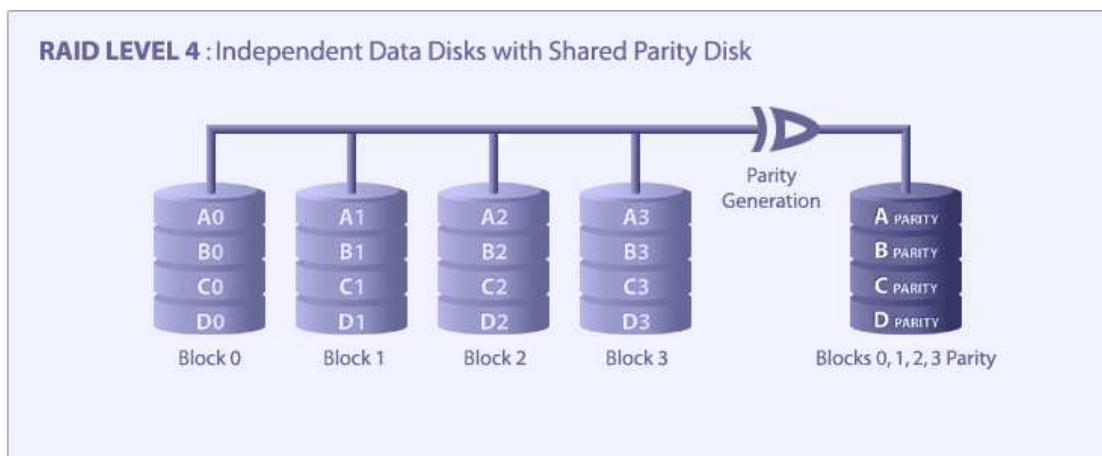 RAID LEVEL 4 : Independent Data Disks with Shared Parity Disk
Parity
Generation
A0 A1 A2 A3 A PARITY
B0 B1 B2 B3 B PARITY
C0 C1 C2 C3 C PARITY
D0 D1 D2 D3 D PARITY
Block 0 Block 1 Block 2 Block 3 Blocks 0, 1, 2, 3 Parity